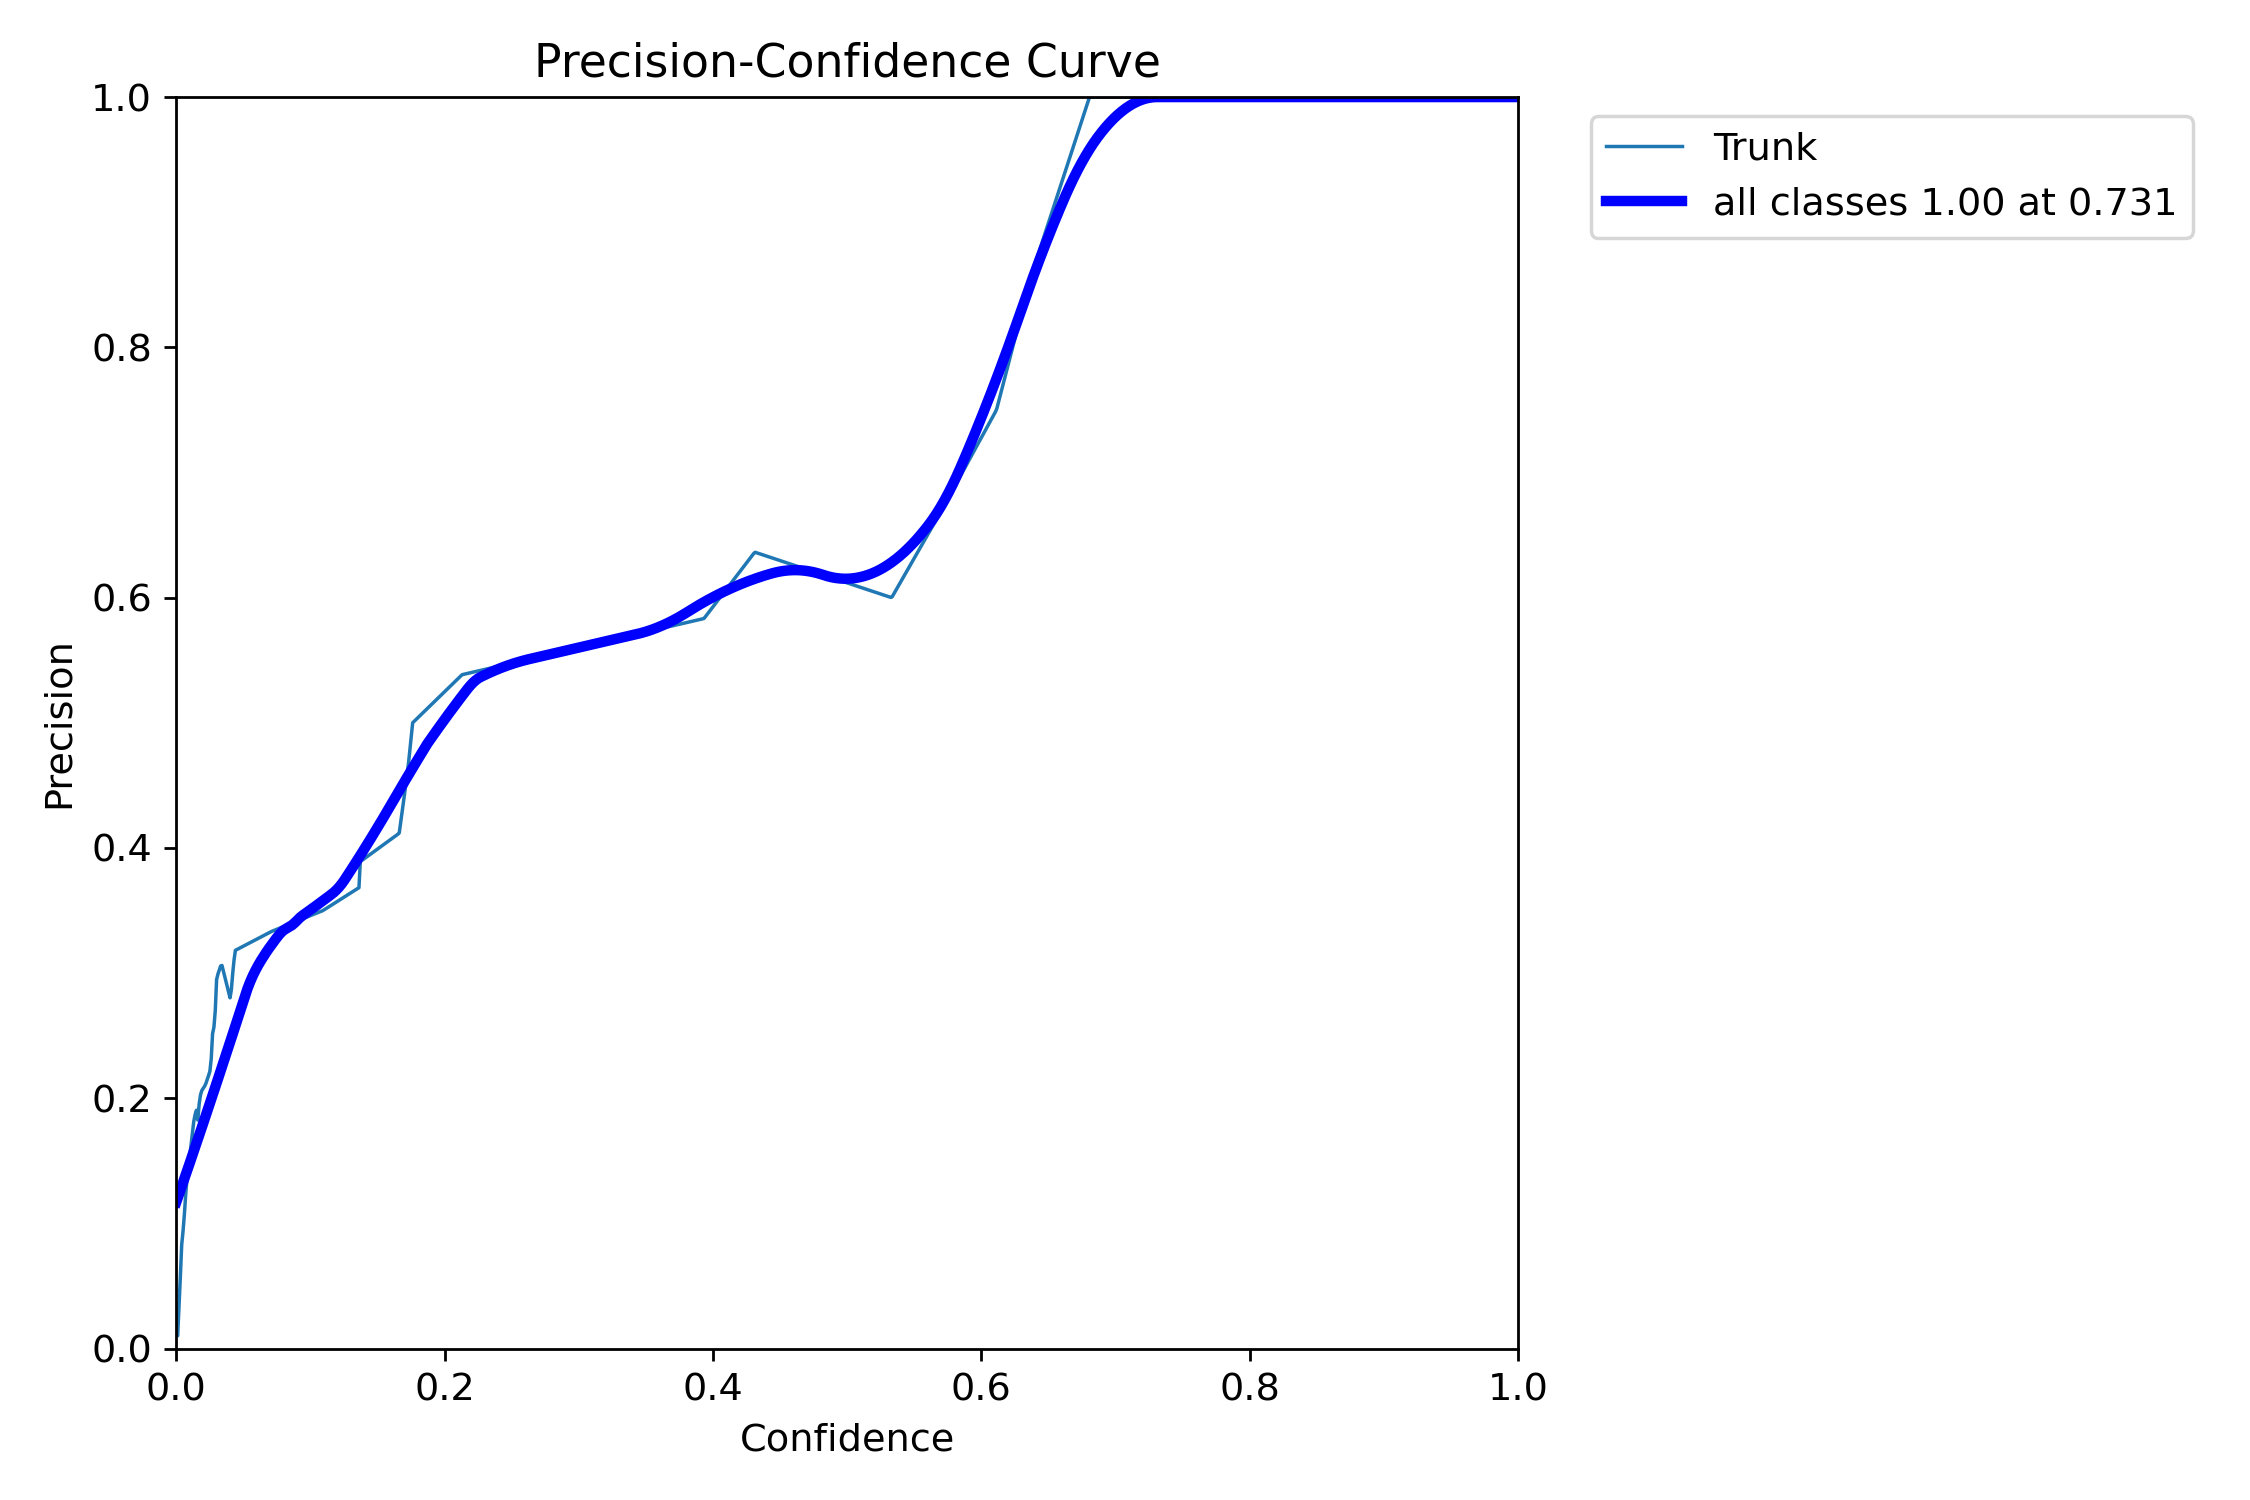 Precision-Confidence Curve
1.0
0.8
0.6
0.4
0.2
0.0
Precision
0.0 0.2 0.4 0.6 0.8 1.0
Confidence
Trunk
all classes 1.00 at 0.731